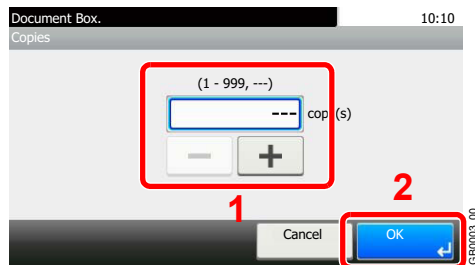 Document Box.
10:10
Copies
(1 - 999, ---)
--- cop (s)
1
2
Cancel
OK
GB0003_00